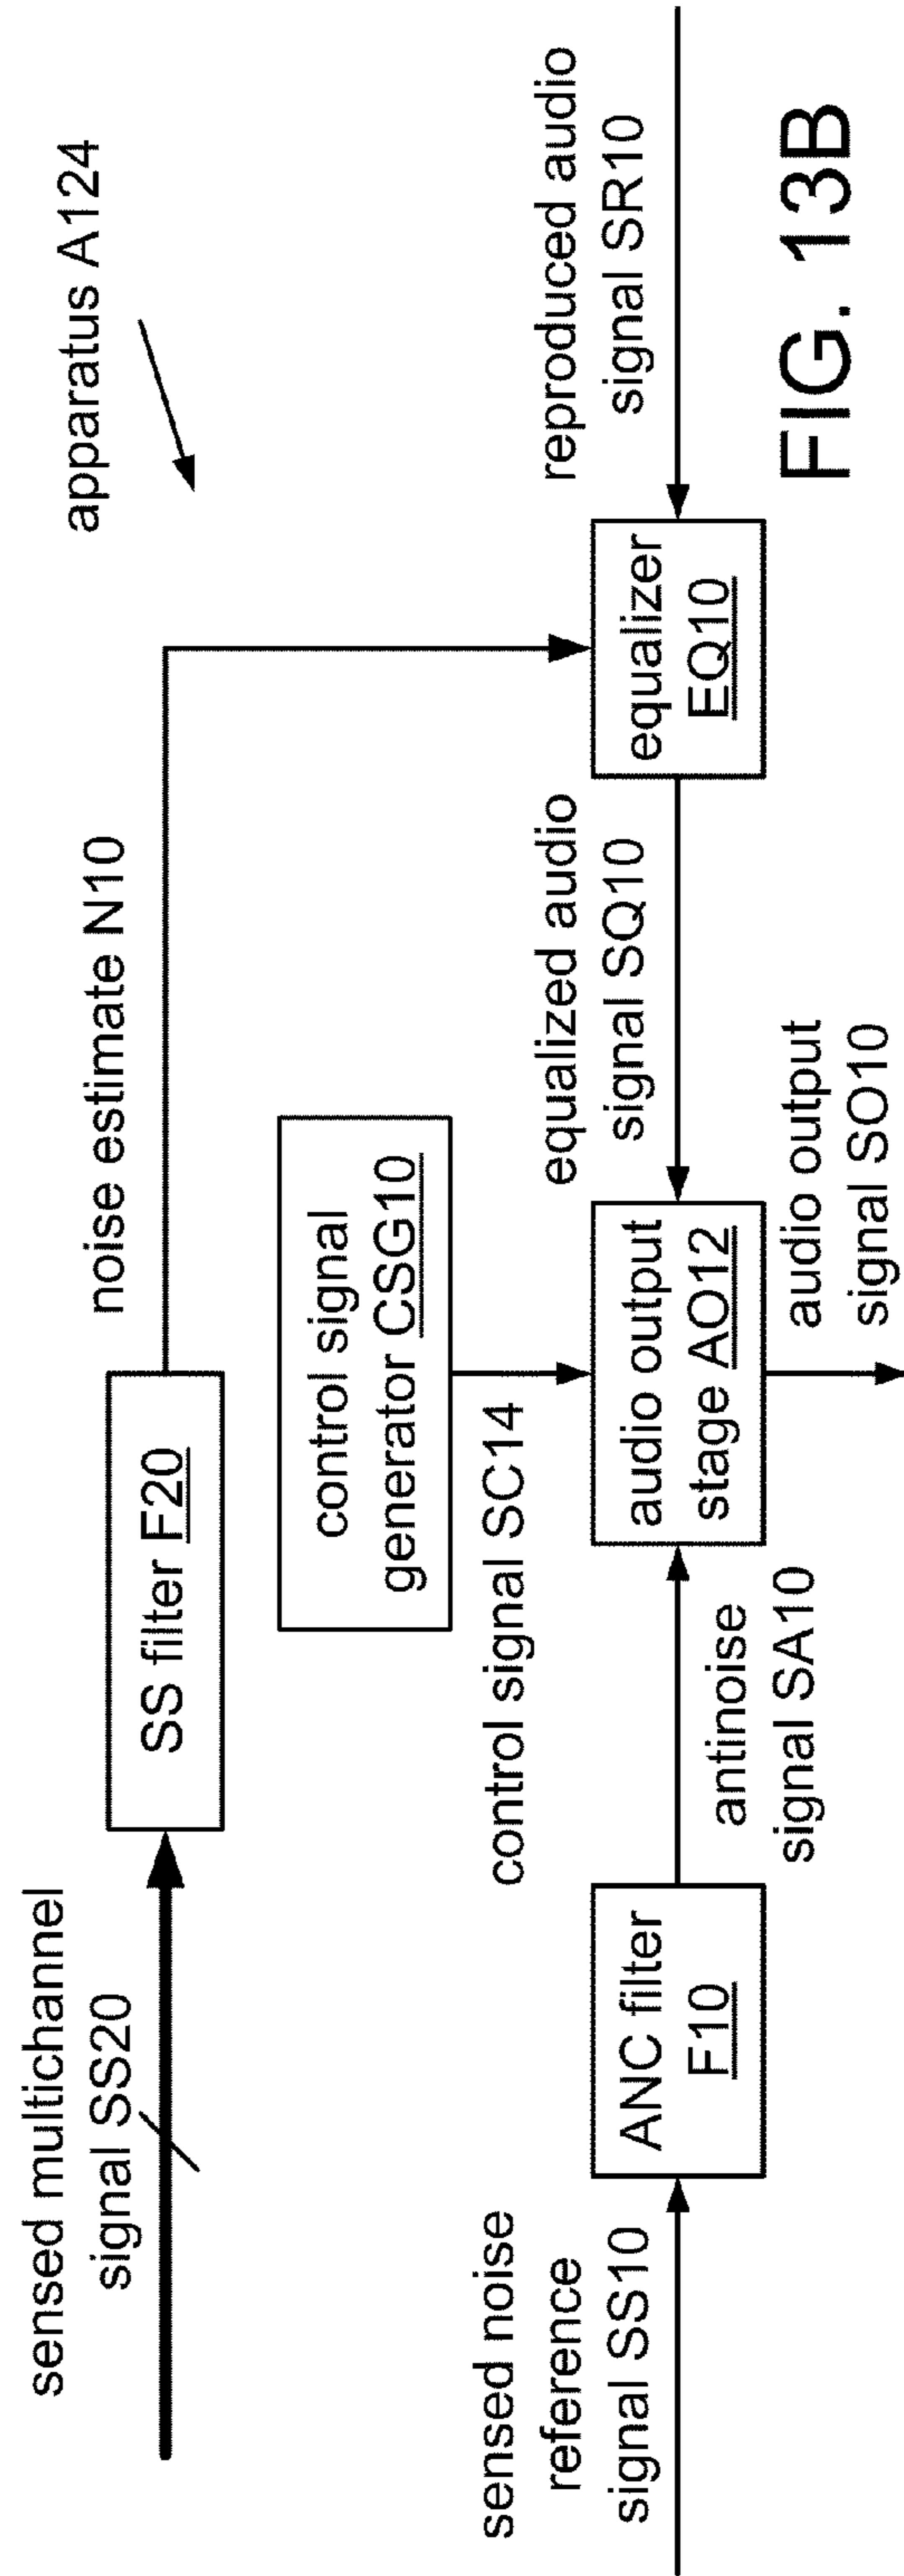 sensed multichannel
signal SS20
SS filter F20
noise estimate N10
apparatus A124
control signal
generator CSG10
control signal SC14
sensed noise
reference
signal SS10
ANC filter
F10
antinoise
signal SA10
audio output
stage AO12
audio output
signal SO10
equalized audio
signal SQ10
equalizer
EQ10
reproduced audio
signal SR10
FIG. 13B